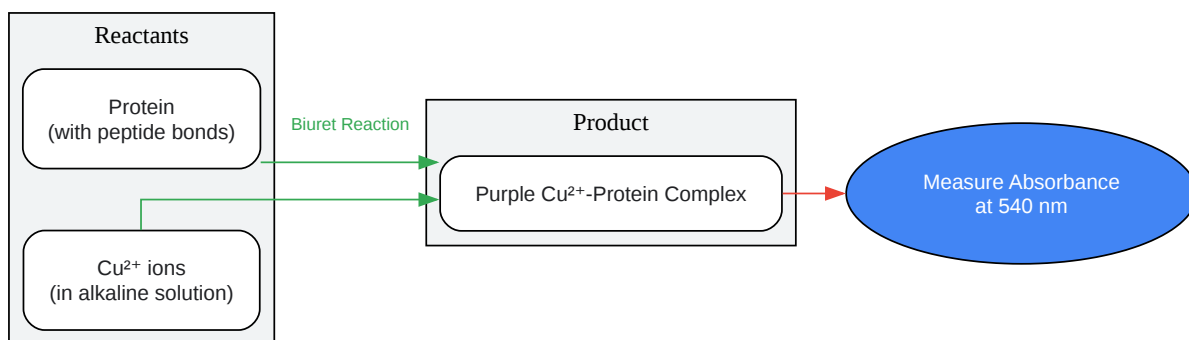 Reactants
Protein
(with peptide bonds)
Cu²⁺ ions
(in alkaline solution)
Biuret Reaction
Product
Purple Cu²⁺-Protein Complex
Measure Absorbance
at 540 nm